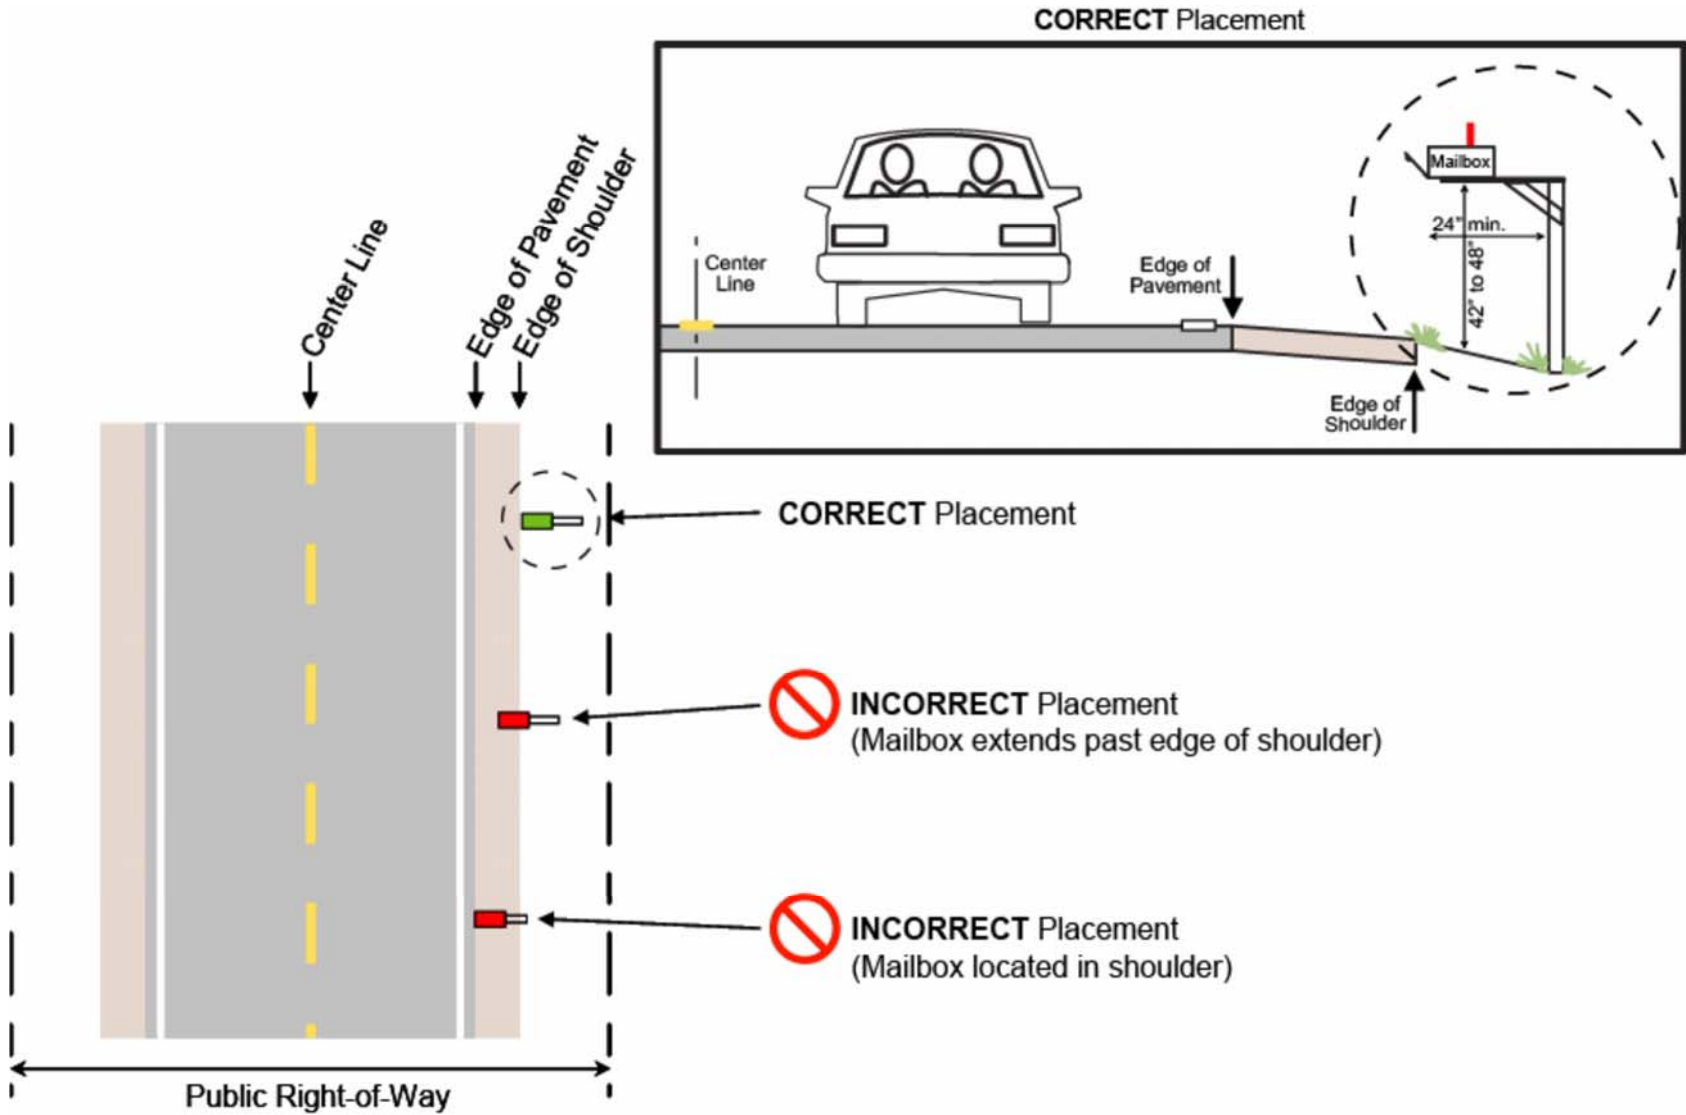 CORRECT Placement
Mailbox
24" min.
42" to 48"
Center
Line
Edge of
Pavement
Edge of
Shoulder
Center Line
Edge of Pavement
Edge of Shoulder
CORRECT Placement
INCORRECT Placement
(Mailbox extends past edge of shoulder)
INCORRECT Placement
(Mailbox located in shoulder)
Public Right-of-Way